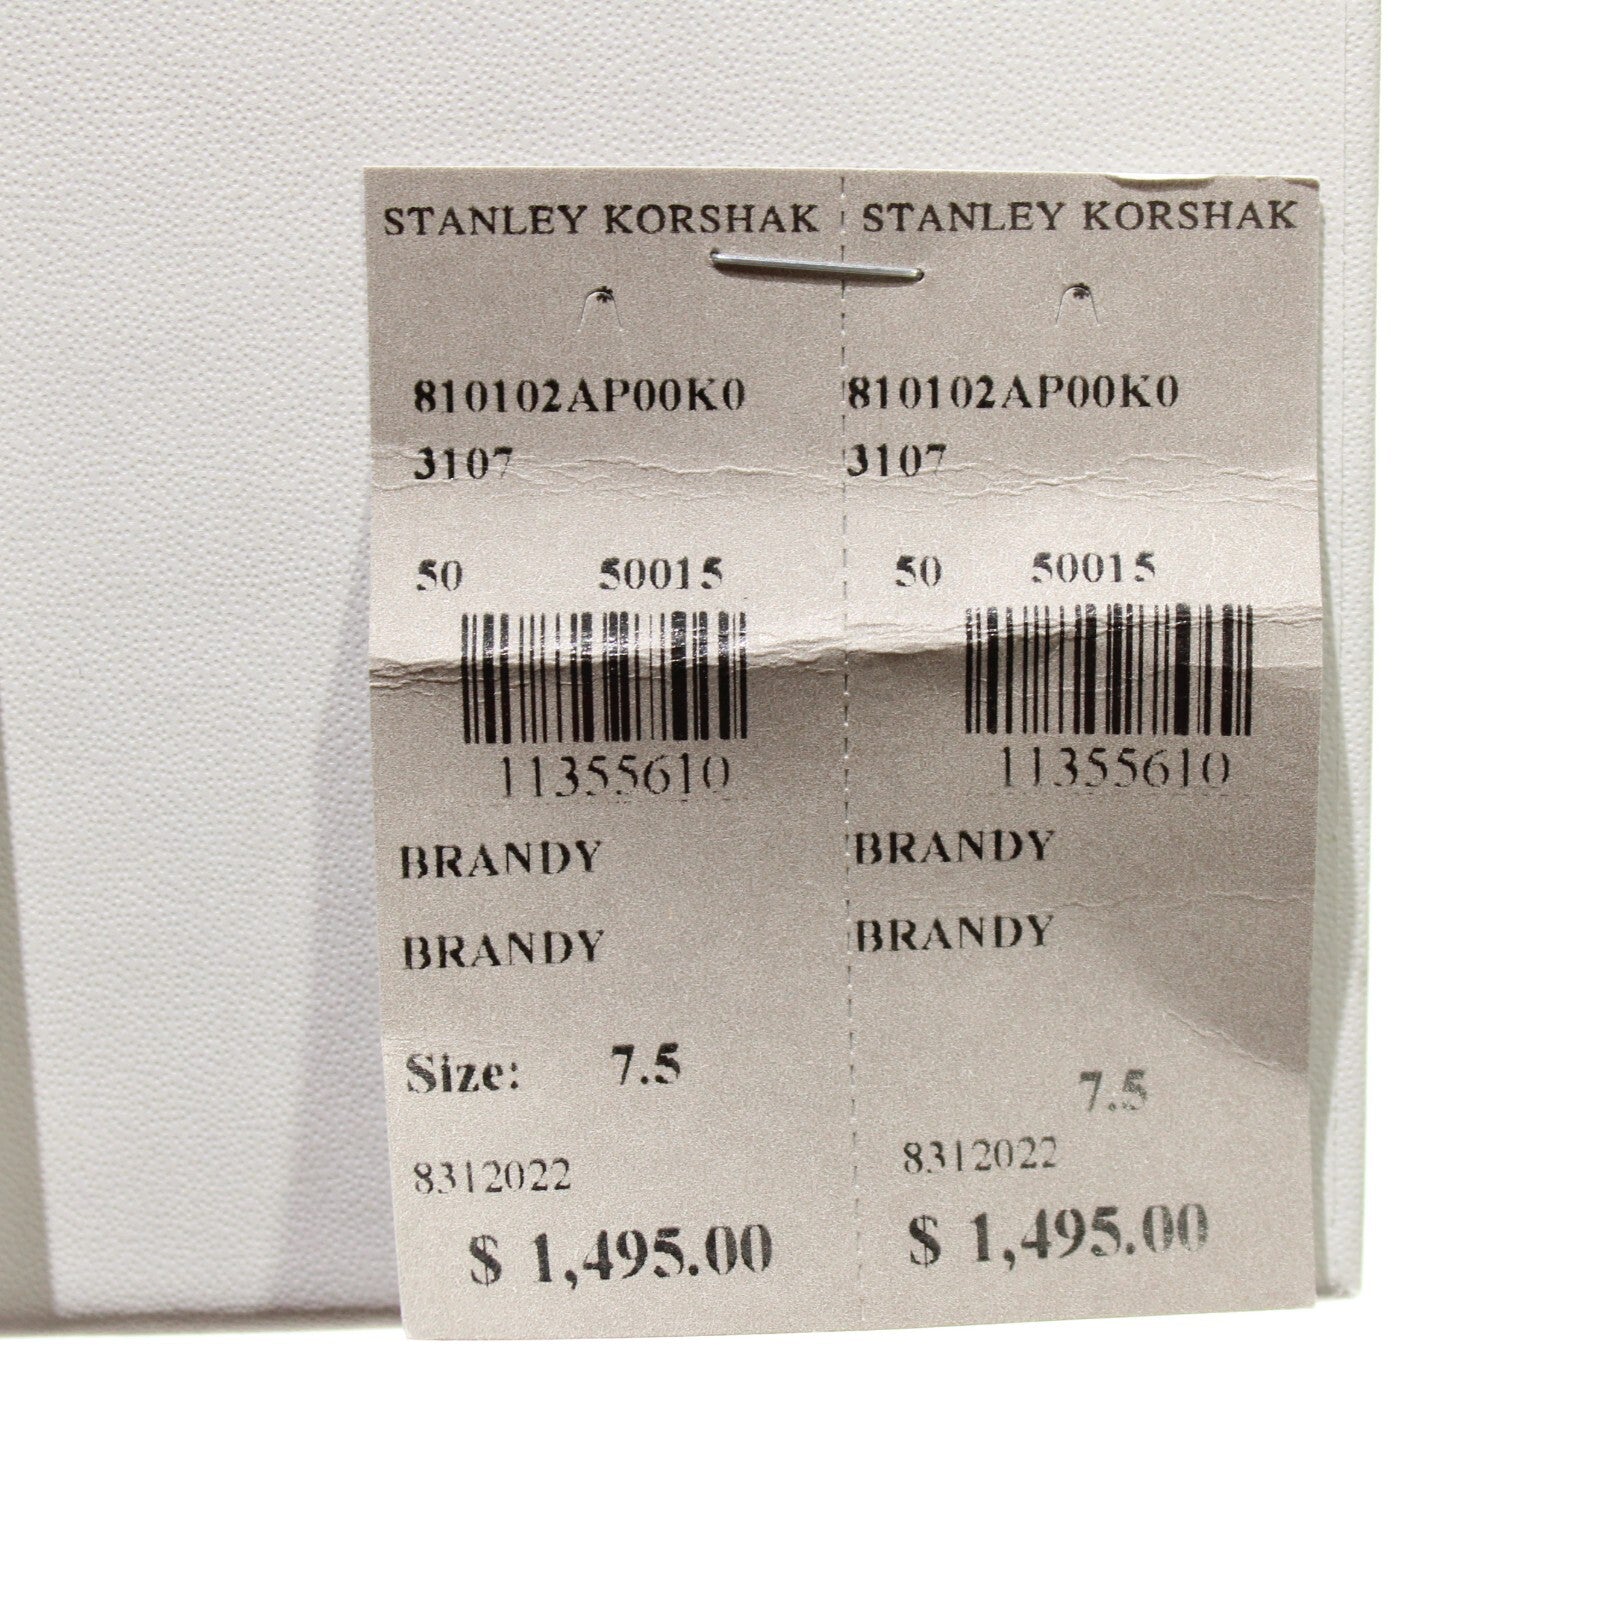 STANLEY KORSHAK
810102AP00K0
3107
50 50015
11355610
BRANDY
BRANDY
Size: 7.5
8312022
$ 1,495.00
STANLEY KORSHAK
810102AP00K0
3107
50 50015
11355610
BRANDY
BRANDY
7.5
8312022
$ 1,495.00